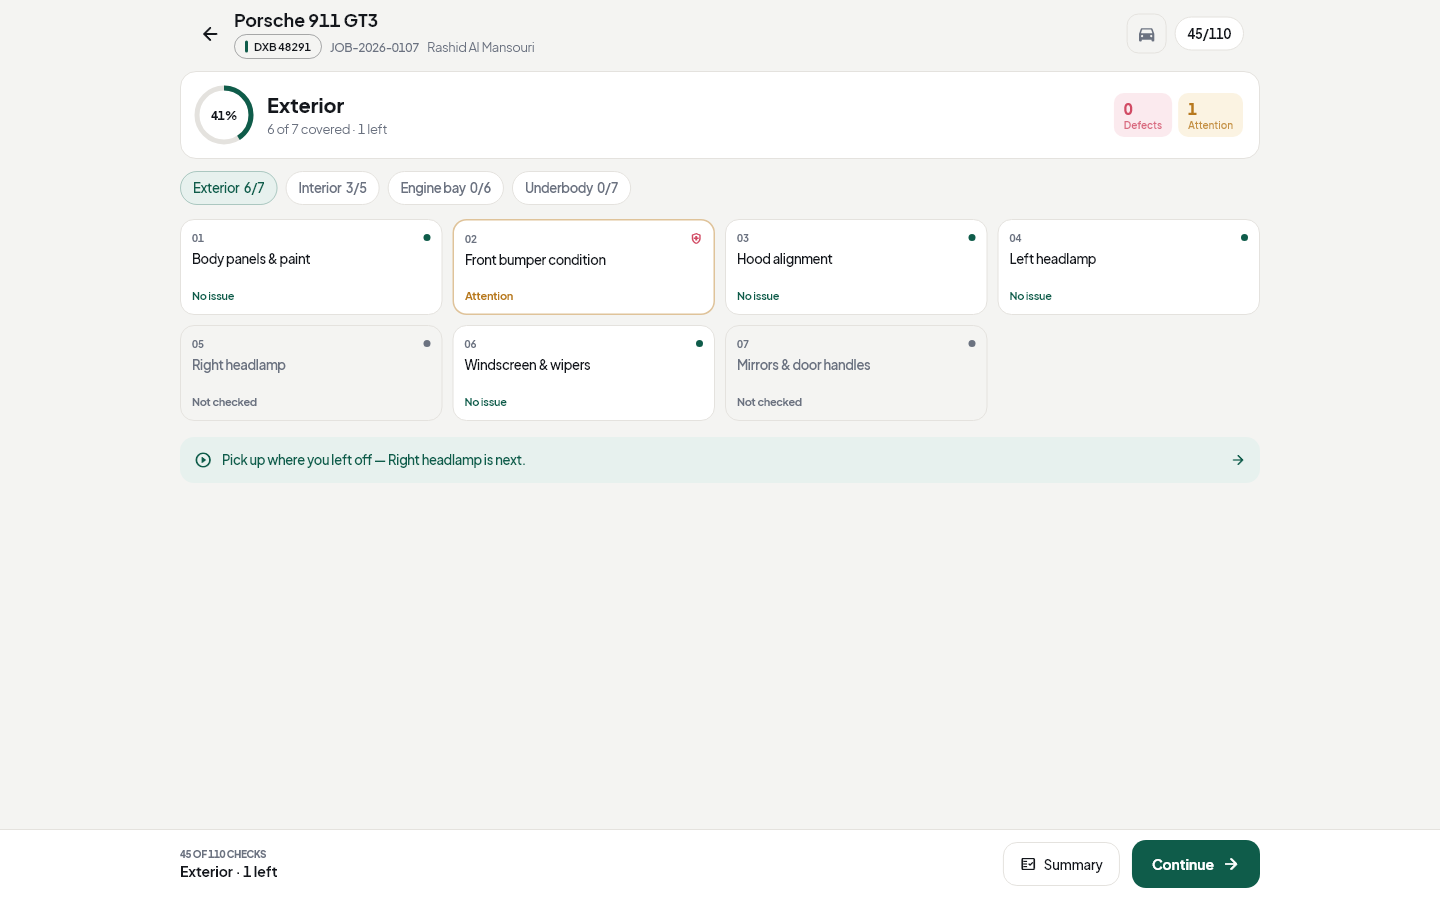 Porsche 911 GT3
DXB 48291 JOB-2026-0107 Rashid Al Mansouri
45/110
41%
Exterior
6 of 7 covered · 1 left
0
Defects
1
Attention
Exterior 6/7
Interior 3/5
Engine bay 0/6
Underbody 0/7
01
Body panels & paint
No issue
02
Front bumper condition
Attention
03
Hood alignment
No issue
04
Left headlamp
No issue
05
Right headlamp
Not checked
06
Windscreen & wipers
No issue
07
Mirrors & door handles
Not checked
Pick up where you left off — Right headlamp is next.
45 OF 110 CHECKS
Exterior · 1 left
Summary
Continue